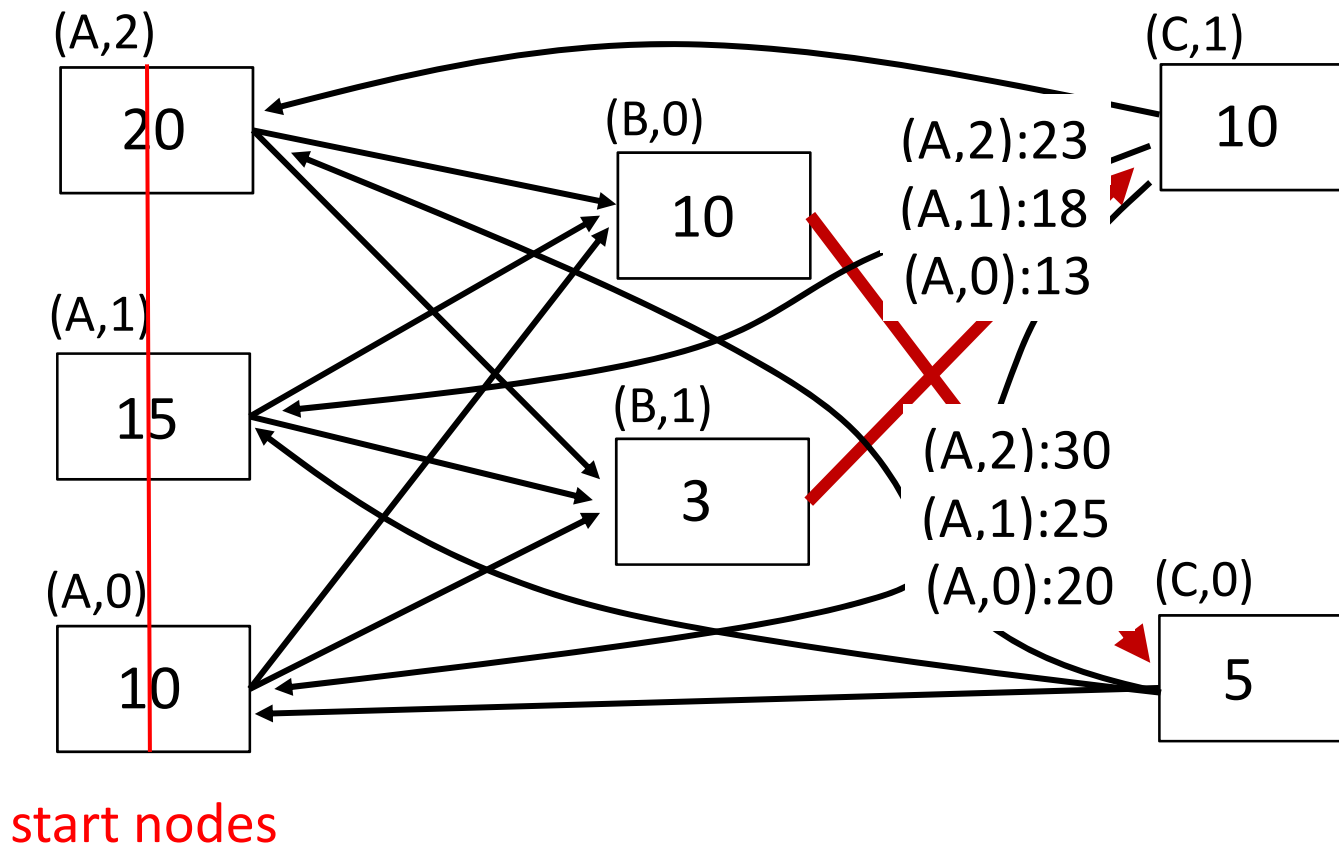 (A,2)
20
(A,1)
15
(A,0)
10
start nodes
(B,0)
10
(B,1)
3
(A,2):23
(A,1):18
(A,0):13
(A,2):30
(A,1):25
(A,0):20
(C,1)
10
(C,0)
5